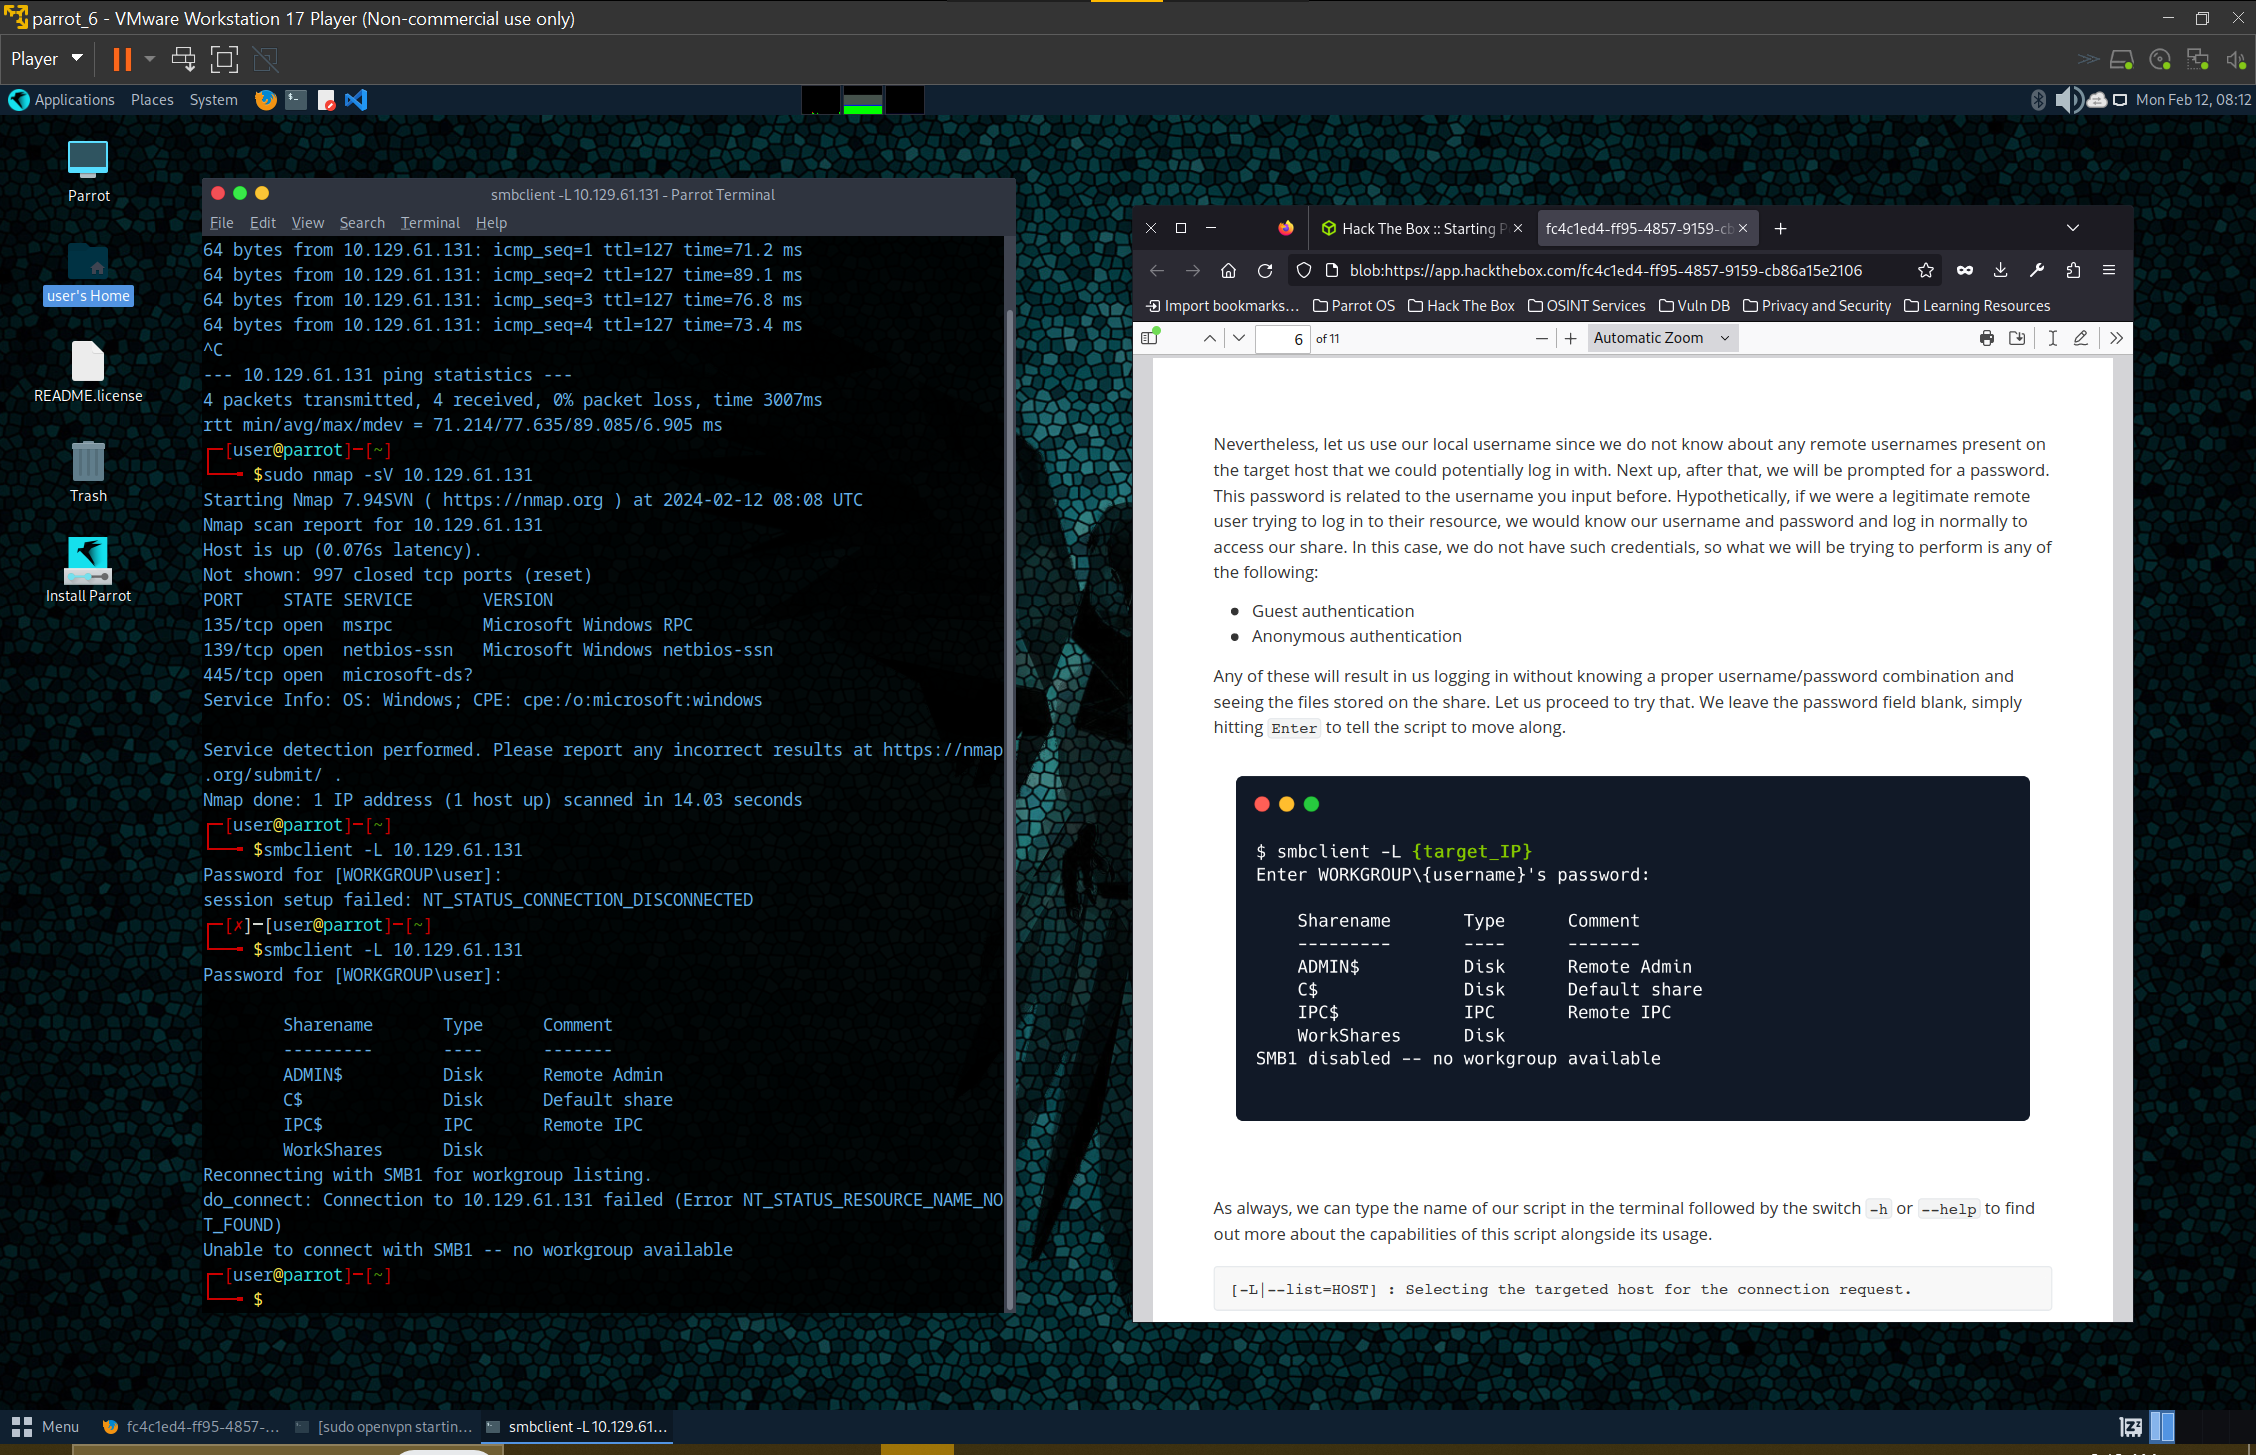 parrot_6 - VMware Workstation 17 Player (Non-commercial use only)
Player
Applications Places System
Mon Feb 12, 08:12
Parrot
user's Home
README.license
Trash
Install Parrot
smbclient -L 10.129.61.131 - Parrot Terminal
File Edit View Search Terminal Help
64 bytes from 10.129.61.131: icmp_seq=1 ttl=127 time=71.2 ms
64 bytes from 10.129.61.131: icmp_seq=2 ttl=127 time=89.1 ms
64 bytes from 10.129.61.131: icmp_seq=3 ttl=127 time=76.8 ms
64 bytes from 10.129.61.131: icmp_seq=4 ttl=127 time=73.4 ms
^C
--- 10.129.61.131 ping statistics ---
4 packets transmitted, 4 received, 0% packet loss, time 3007ms
rtt min/avg/max/mdev = 71.214/77.635/89.085/6.905 ms
[user@parrot]─[~]
$sudo nmap -sV 10.129.61.131
Starting Nmap 7.94SVN ( https://nmap.org ) at 2024-02-12 08:08 UTC
Nmap scan report for 10.129.61.131
Host is up (0.076s latency).
Not shown: 997 closed tcp ports (reset)
PORT STATE SERVICE VERSION
135/tcp open msrpc Microsoft Windows RPC
139/tcp open netbios-ssn Microsoft Windows netbios-ssn
445/tcp open microsoft-ds?
Service Info: OS: Windows; CPE: cpe:/o:microsoft:windows
Service detection performed. Please report any incorrect results at https://nmap
.org/submit/ .
Nmap done: 1 IP address (1 host up) scanned in 14.03 seconds
[user@parrot]─[~]
$smbclient -L 10.129.61.131
Password for [WORKGROUP\user]:
session setup failed: NT_STATUS_CONNECTION_DISCONNECTED
[x]─[user@parrot]─[~]
$smbclient -L 10.129.61.131
Password for [WORKGROUP\user]:
Sharename Type Comment
--------- ---- -------
ADMIN$ Disk Remote Admin
C$ Disk Default share
IPC$ IPC Remote IPC
WorkShares Disk
Reconnecting with SMB1 for workgroup listing.
do_connect: Connection to 10.129.61.131 failed (Error NT_STATUS_RESOURCE_NAME_NO
T_FOUND)
Unable to connect with SMB1 -- no workgroup available
[user@parrot]─[~]
$
Hack The Box :: Starting P
fc4c1ed4-ff95-4857-9159-cb
blob:https://app.hackthebox.com/fc4c1ed4-ff95-4857-9159-cb86a15e2106
Import bookmarks... Parrot OS Hack The Box OSINT Services Vuln DB Privacy and Security Learning Resources
6 of 11 Automatic Zoom
Nevertheless, let us use our local username since we do not know about any remote usernames present on
the target host that we could potentially log in with. Next up, after that, we will be prompted for a password.
This password is related to the username you input before. Hypothetically, if we were a legitimate remote
user trying to log in to their resource, we would know our username and password and log in normally to
access our share. In this case, we do not have such credentials, so what we will be trying to perform is any of
the following:
• Guest authentication
• Anonymous authentication
Any of these will result in us logging in without knowing a proper username/password combination and
seeing the files stored on the share. Let us proceed to try that. We leave the password field blank, simply
hitting Enter to tell the script to move along.
$ smbclient -L {target_IP}
Enter WORKGROUP\{username}'s password:
Sharename Type Comment
--------- ---- -------
ADMIN$ Disk Remote Admin
C$ Disk Default share
IPC$ IPC Remote IPC
WorkShares Disk
SMB1 disabled -- no workgroup available
As always, we can type the name of our script in the terminal followed by the switch -h or --help to find
out more about the capabilities of this script alongside its usage.
[-L|--list=HOST] : Selecting the targeted host for the connection request.
Menu fc4c1ed4-ff95-4857-... [sudo openvpn startin... smbclient -L 10.129.61...